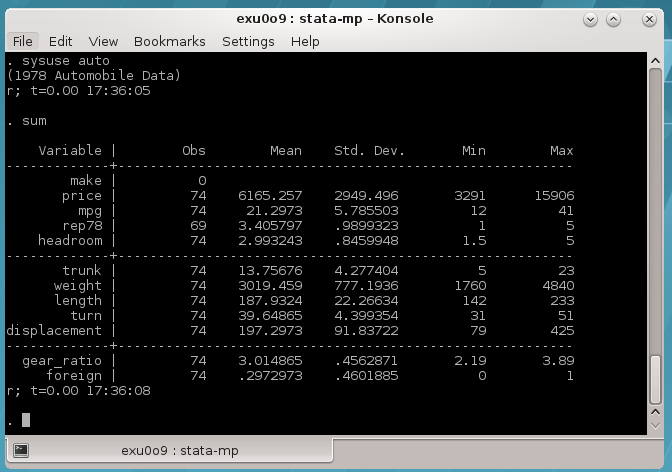 exu0o9 : stata-mp – Konsole
File Edit View Bookmarks Settings Help
. sysuse auto
(1978 Automobile Data)
r; t=0.00 17:36:05
. sum
Variable | Obs Mean Std. Dev. Min Max
-------------+--------------------------------------------------------
make | 0
price | 74 6165.257 2949.496 3291 15906
mpg | 74 21.2973 5.785503 12 41
rep78 | 69 3.405797 .9899323 1 5
headroom | 74 2.993243 .8459948 1.5 5
-------------+--------------------------------------------------------
trunk | 74 13.75676 4.277404 5 23
weight | 74 3019.459 777.1936 1760 4840
length | 74 187.9324 22.26634 142 233
turn | 74 39.64865 4.399354 31 51
displacement | 74 197.2973 91.83722 79 425
-------------+--------------------------------------------------------
gear_ratio | 74 3.014865 .4562871 2.19 3.89
foreign | 74 .2972973 .4601885 0 1
r; t=0.00 17:36:08
.
exu0o9 : stata-mp